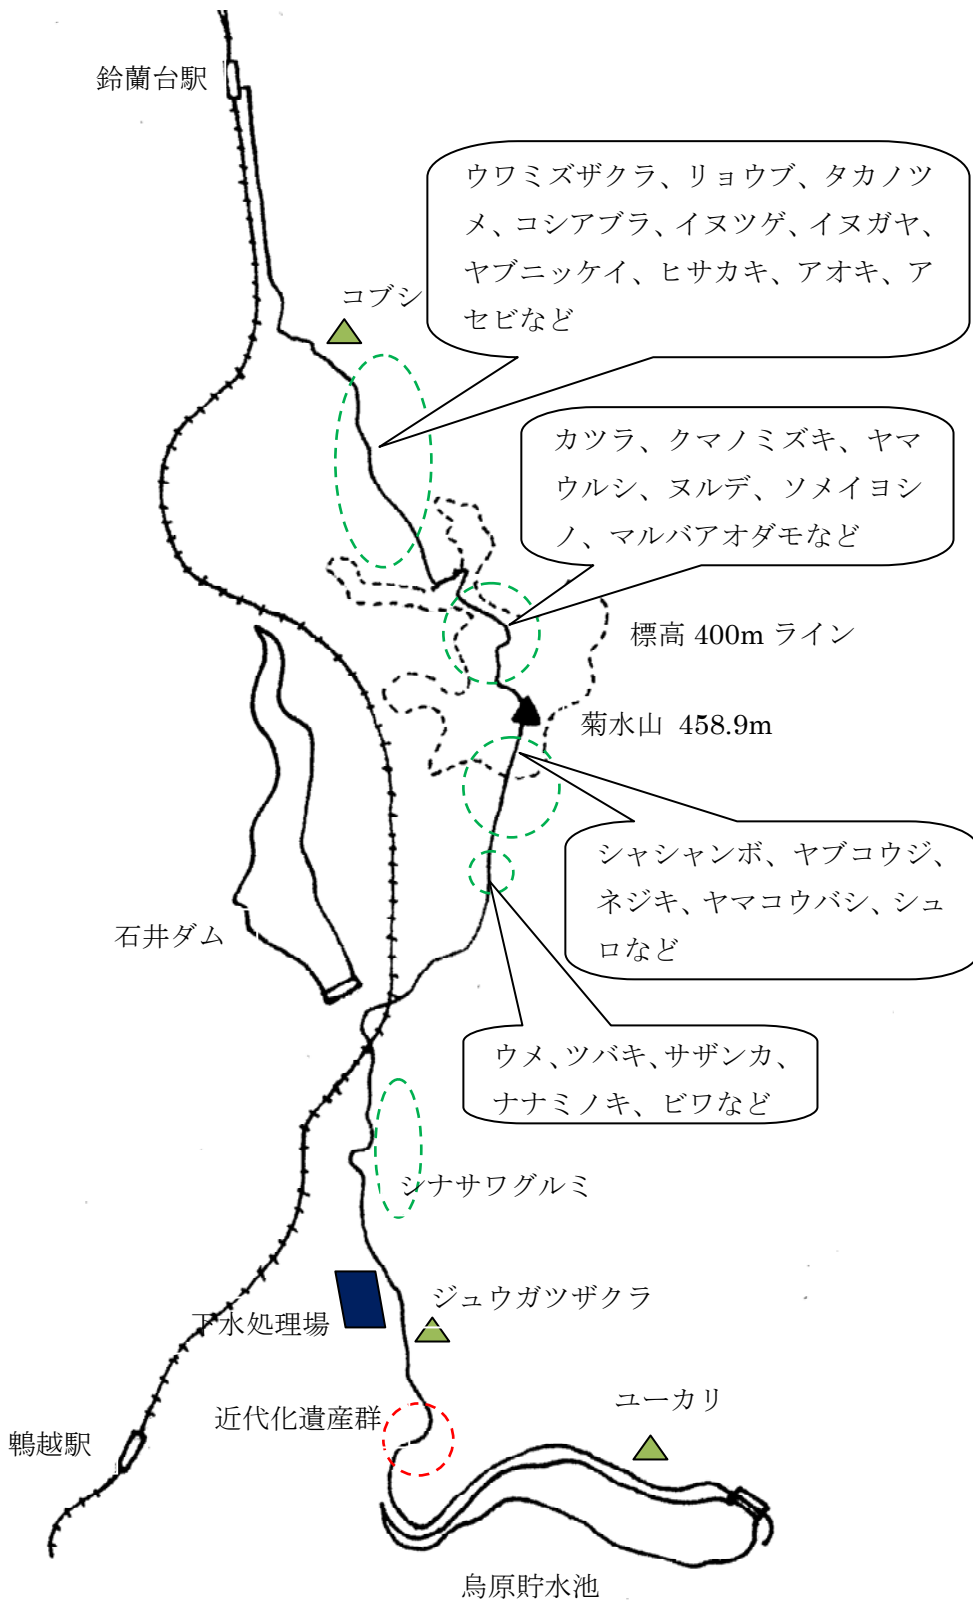 鈴蘭台駅
ウワミズザクラ、リョウブ、タカノツ
メ、コシアブラ、イヌツゲ、イヌガヤ、
ヤブニッケイ、ヒサカキ、アオキ、ア
セビなど
コブシ
カツラ、クマノミズキ、ヤマ
ウルシ、ヌルデ、ソメイヨシ
ノ、マルバアオダモなど
標高 400m ライン
菊水山 458.9m
シャシャンボ、ヤブコウジ、
ネジキ、ヤマコウバシ、シュ
ロなど
石井ダム
ウメ、ツバキ、サザンカ、
ナナミノキ、ビワなど
シナサワグルミ
ジュウガツザクラ
下水処理場
ユーカリ
近代化遺産群
鵯越駅
烏原貯水池